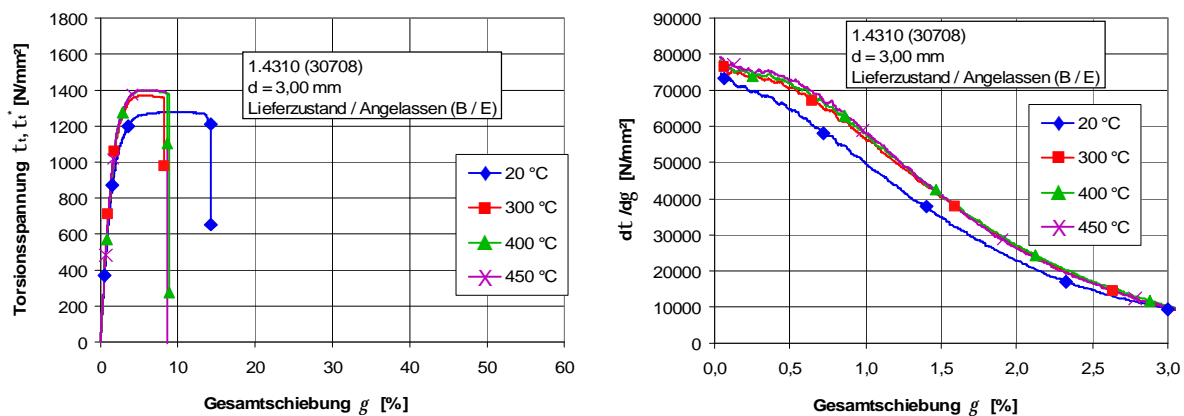 Torsionsspannung τt, τt* [N/mm²]
1800
1600
1400
1200
1000
800
600
400
200
0
0 10 20 30 40 50 60
Gesamtschiebung g [%]
1.4310 (30708)
d = 3,00 mm
Lieferzustand / Angelassen (B / E)
20 °C
300 °C
400 °C
450 °C
dτ/dg [N/mm²]
90000
80000
70000
60000
50000
40000
30000
20000
10000
0
0,0 0,5 1,0 1,5 2,0 2,5 3,0
Gesamtschiebung g [%]
1.4310 (30708)
d = 3,00 mm
Lieferzustand / Angelassen (B / E)
20 °C
300 °C
400 °C
450 °C